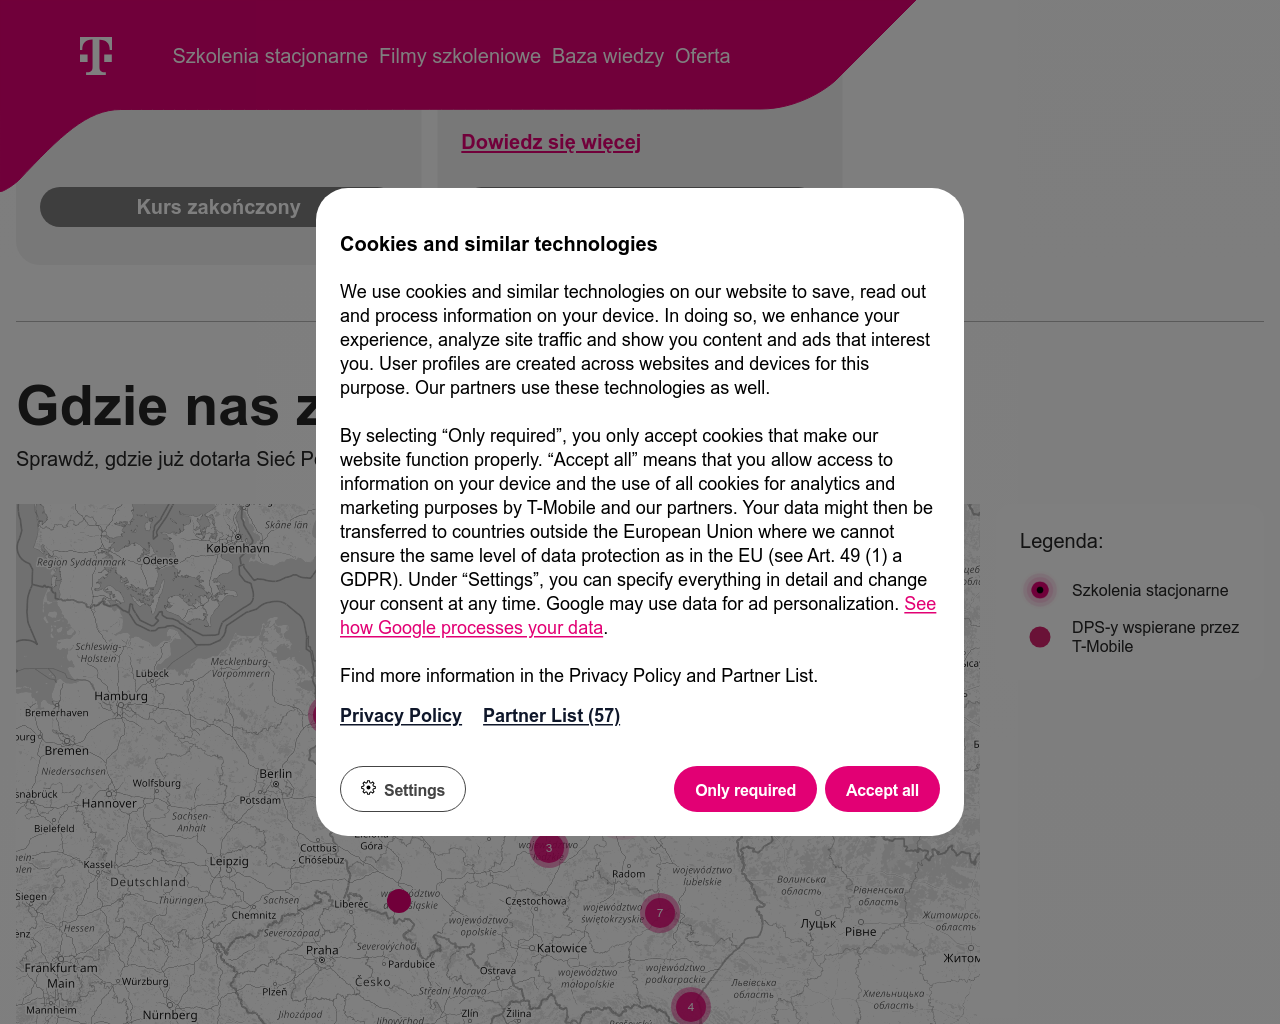 Szkolenia stacjonarne Filmy szkoleniowe Baza wiedzy Oferta
Dowiedz się więcej
Kurs zakończony
Cookies and similar technologies
We use cookies and similar technologies on our website to save, read out
and process information on your device. In doing so, we enhance your
experience, analyze site traffic and show you content and ads that interest
you. User profiles are created across websites and devices for this
purpose. Our partners use these technologies as well.
By selecting “Only required”, you only accept cookies that make our
website function properly. “Accept all” means that you allow access to
information on your device and the use of all cookies for analytics and
marketing purposes by T-Mobile and our partners. Your data might then be
transferred to countries outside the European Union where we cannot
ensure the same level of data protection as in the EU (see Art. 49 (1) a
GDPR). Under “Settings”, you can specify everything in detail and change
your consent at any time. Google may use data for ad personalization. See
how Google processes your data.
Find more information in the Privacy Policy and Partner List.
Privacy Policy Partner List (57)
Settings
Only required
Accept all
Gdzie nas
Sprawdź, gdzie już dotarła Sieć
Legenda:
Szkolenia stacjonarne
DPS-y wspierane przez
T-Mobile
Skåne län
København
Odense
Region Syddanmark
Schleswig-
Holstein
Lübeck
Mecklenburg-
Vorpommern
Hamburg
Bremerhaven
Bremen
Niedersachsen
Wolfsburg
Berlin
Potsdam
Hannover
Sachsen-
Anhalt
Bielefeld
Cottbus
- Chóśebuz
Góra
Kassel
Leipzig
Deutschland
Thüringen
Sachsen
Chemnitz
Liberec
Siegen
Hessen
Severozápad
Praha
Severovýchod
Pardubice
Frankfurt am
Main
Würzburg
Plzeň
Česko
Střední Morava
Mannheim
Nürnberg
Jihozápad
Jihovýchod
Zlín
Žilina
Ostrava
3
Radom
województwo
lubelskie
Częstochowa
województwo
świętokrzyskie
7
województwo
opolskie
Katowice
województwo
małopolskie
województwo
podkarpackie
4
Волинська
область
Рівненська
область
Луцьк
Рівне
Житомирсь
область
Житом
Львівська
область
Хмельницька
область